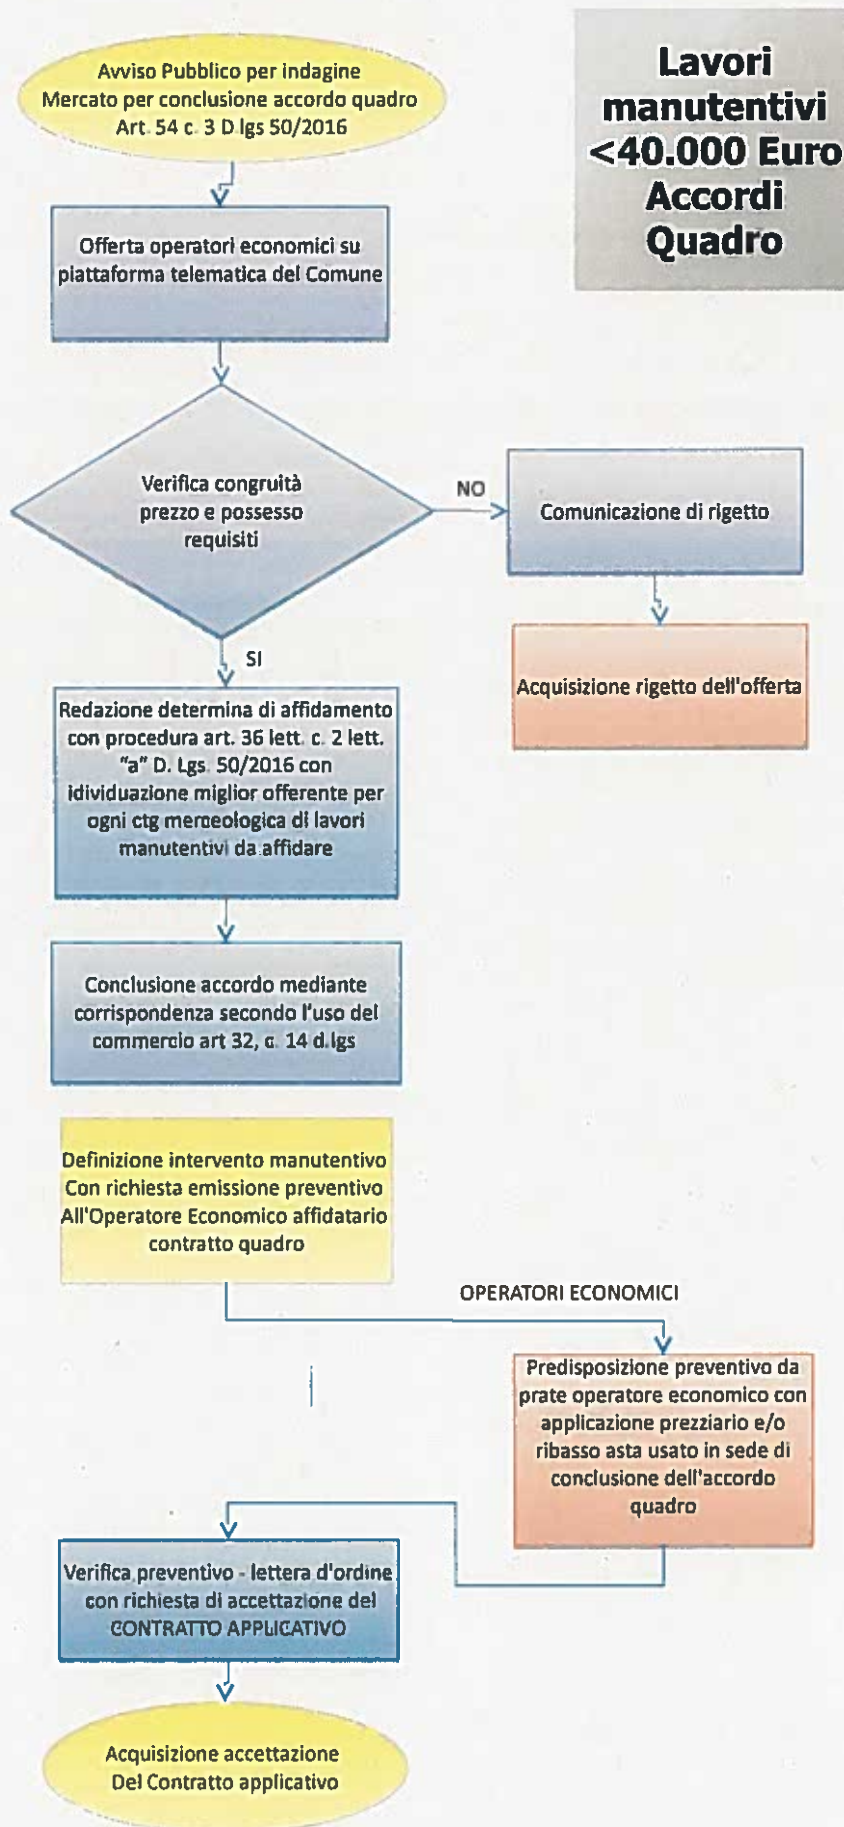 Lavori
manutentivi
<40.000 Euro
Accordi
Quadro
Avviso Pubblico per indagine
Mercato per conclusione accordo quadro
Art. 54 c. 3 D lgs 50/2016
Offerta operatori economici su
piattaforma telematica del Comune
Verifica congruità
prezzo e possesso
requisiti
NO
Comunicazione di rigetto
Acquisizione rigetto dell'offerta
SI
Redazione determina di affidamento
con procedura art. 36 lett. c. 2 lett.
"a" D. Lgs. 50/2016 con
idividuazione miglior offerente per
ogni ctg merceologica di lavori
manutentivi da affidare
Conclusione accordo mediante
corrispondenza secondo l'uso del
commercio art 32, c. 14 d.lgs
Definizione intervento manutentivo
Con richiesta emissione preventivo
All'Operatore Economico affidatario
contratto quadro
OPERATORI ECONOMICI
Predisposizione preventivo da
prate operatore economico con
applicazione prezziario e/o
ribasso asta usato in sede di
conclusione dell'accordo
quadro
Verifica preventivo - lettera d'ordine
con richiesta di accettazione del
CONTRATTO APPLICATIVO
Acquisizione accettazione
Del Contratto applicativo